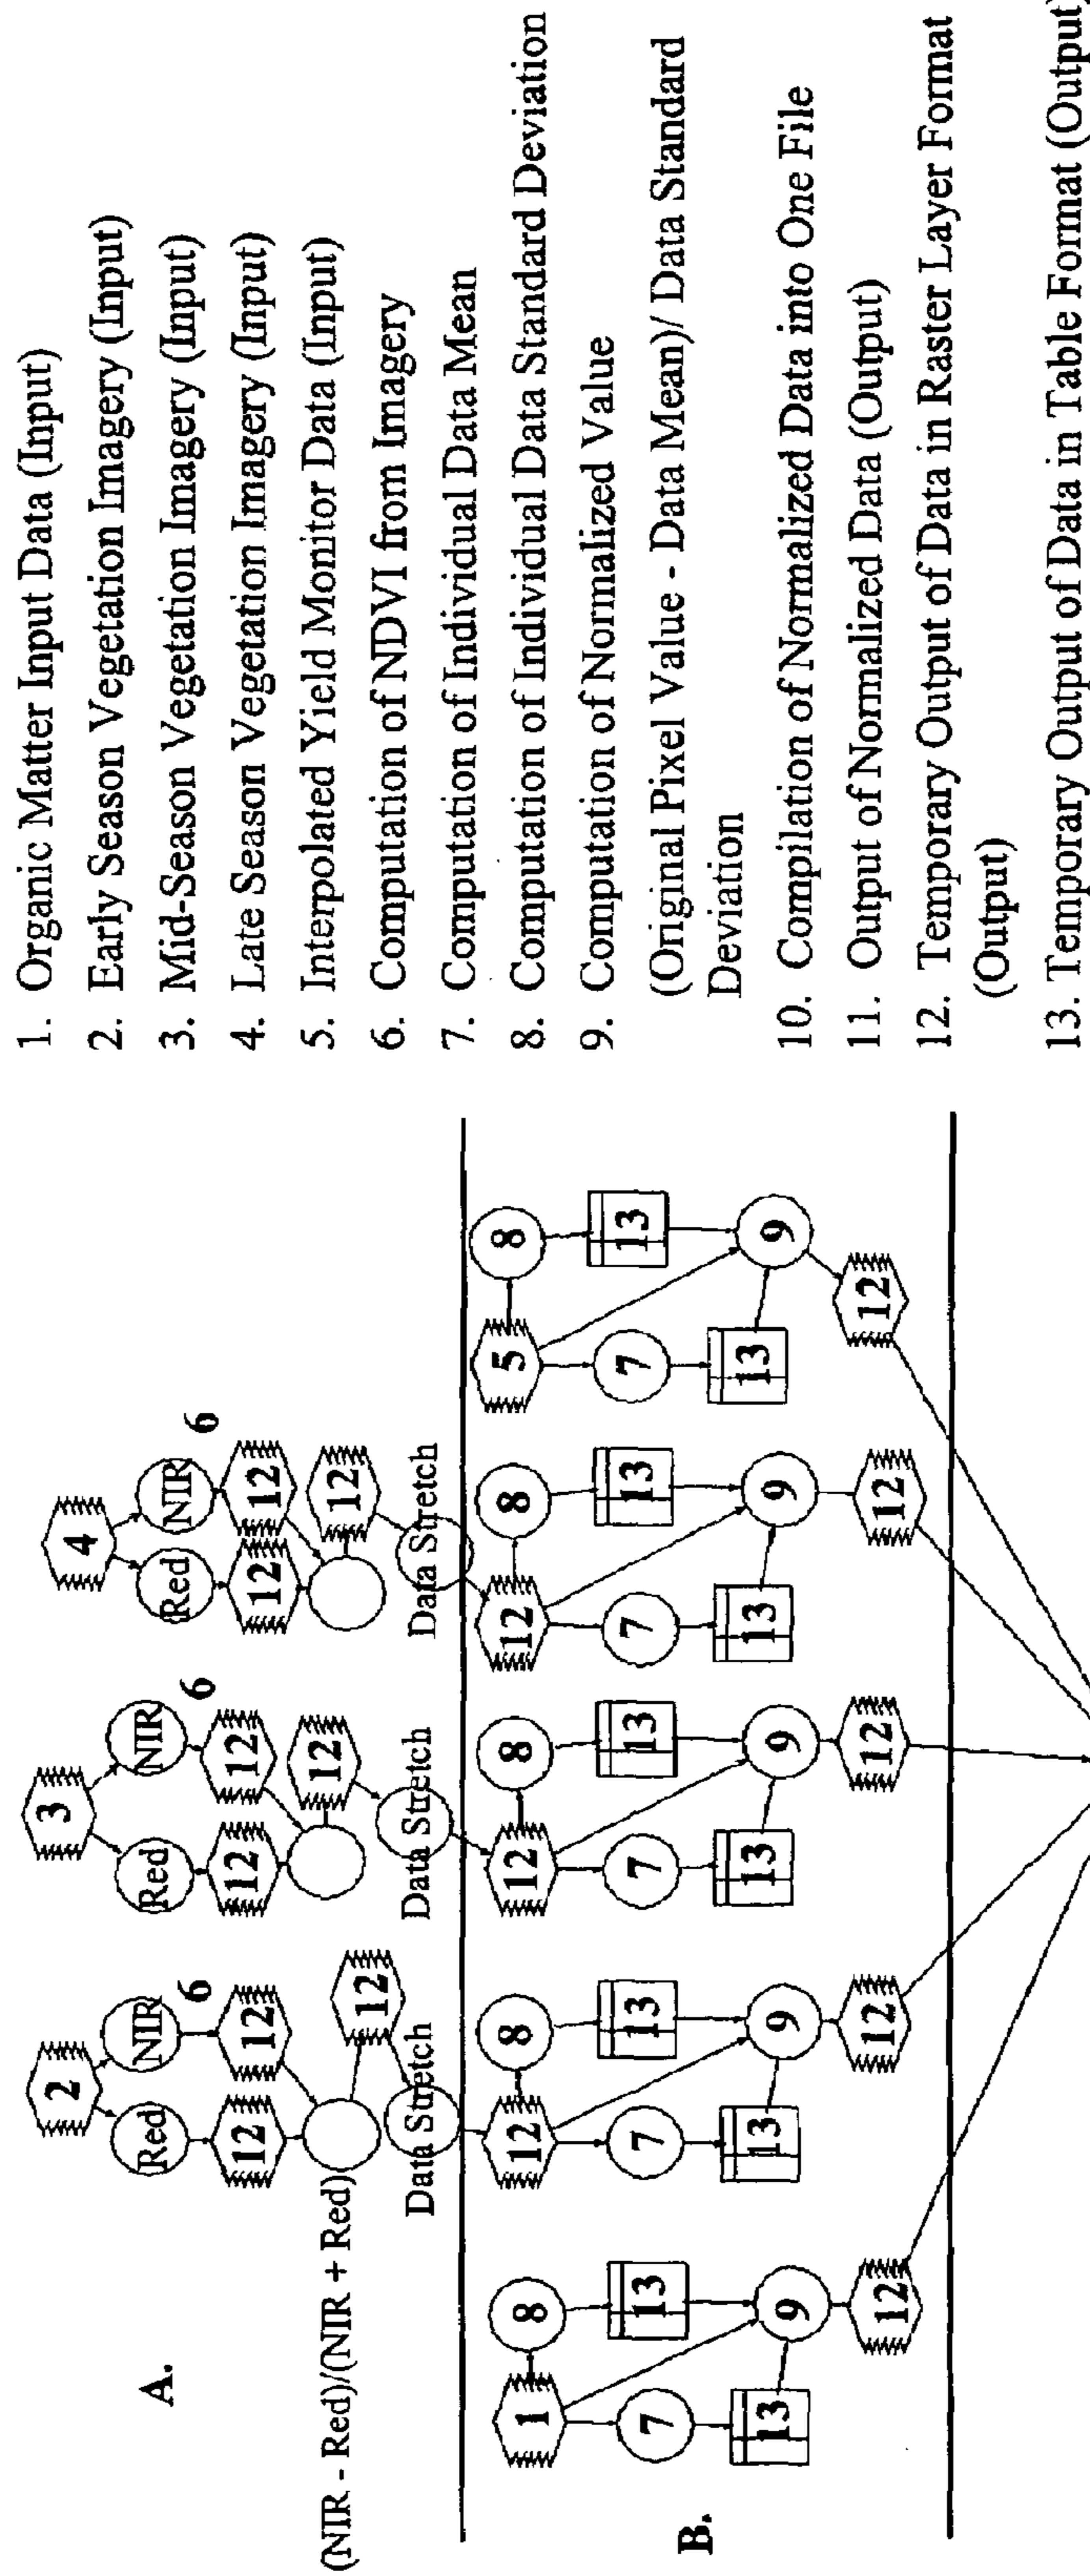 A.
2 3 4
Red NIR Red NIR Red NIR
6 6 6
12 12 12 12 12 12
(NIR - Red)/(NIR + Red)
12 12 12
Data Stretch Data Stretch Data Stretch
B.
1 8 12 8 12 8 12 8 5 8
7 13 7 13 7 13 7 13 7 13
13 9 13 9 13 9 13 9 13 9
12 12 12 12 12
1. Organic Matter Input Data (Input)
2. Early Season Vegetation Imagery (Input)
3. Mid-Season Vegetation Imagery (Input)
4. Late Season Vegetation Imagery (Input)
5. Interpolated Yield Monitor Data (Input)
6. Computation of NDVI from Imagery
7. Computation of Individual Data Mean
8. Computation of Individual Data Standard Deviation
9. Computation of Normalized Value
(Original Pixel Value - Data Mean)/ Data Standard
Deviation
10. Compilation of Normalized Data into One File
11. Output of Normalized Data (Output)
12. Temporary Output of Data in Raster Layer Format
(Output)
13. Temporary Output of Data in Table Format (Output)